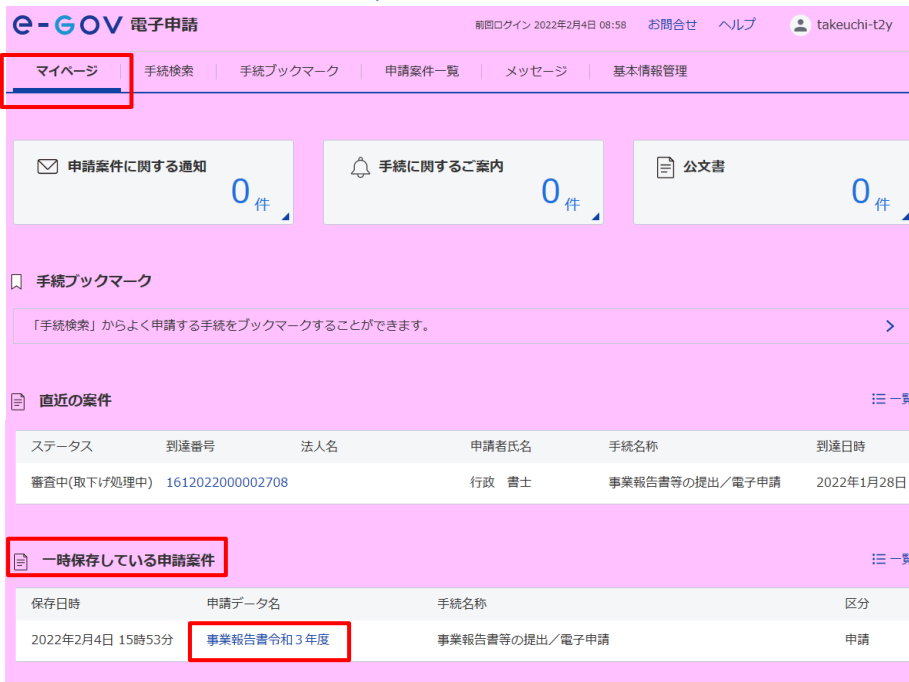 e-GOV 電子申請 前回ログイン 2022年2月4日 08:58 お問合せ ヘルプ takeuchi-t2y
マイページ 手続検索 手続ブックマーク 申請案件一覧 メッセージ 基本情報管理
申請案件に関する通知 手続に関するご案内 公文書
0件 0件 0件
手続ブックマーク
「手続検索」からよく申請する手続をブックマークすることができます。
直近の案件 一覧
ステータス 到達番号 法人名 申請者氏名 手続名称 到達日時
審査中(取下げ処理中) 1612022000002708 行政 書士 事業報告書等の提出／電子申請 2022年1月28日
一時保存している申請案件 一覧
保存日時 申請データ名 手続名称 区分
2022年2月4日 15時53分 事業報告書令和３年度 事業報告書等の提出／電子申請 申請